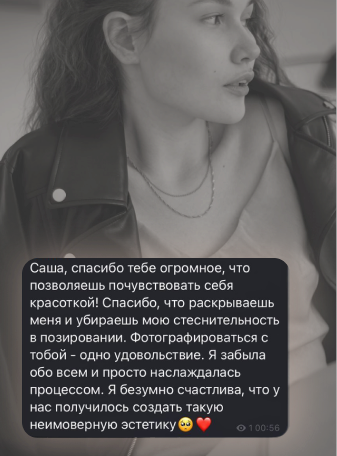 Саша, спасибо тебе огромное, что
позволяешь почувствовать себя
красоткой! Спасибо, что раскрываешь
меня и убираешь мою стеснительность
в позировании. Фотографироваться с
тобой - одно удовольствие. Я забыла
обо всем и просто наслаждалась
процессом. Я безумно счастлива, что у
нас получилось создать такую
неимоверную эстетику🥹❤️
1 00:56